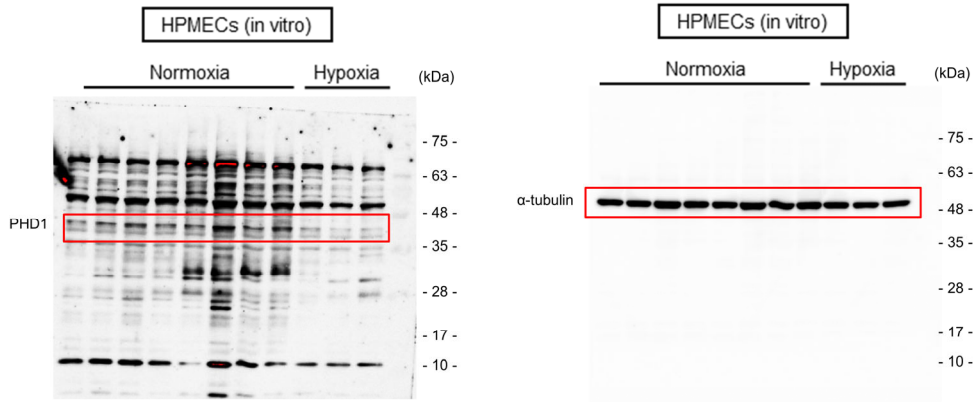 HPMECs (in vitro)
Normoxia Hypoxia (kDa)
- 75 -
- 63 -
- 48 -
PHD1
- 35 -
- 28 -
- 17 -
- 10 -
HPMECs (in vitro)
Normoxia Hypoxia (kDa)
- 75 -
- 63 -
α-tubulin
- 48 -
- 35 -
- 28 -
- 17 -
- 10 -